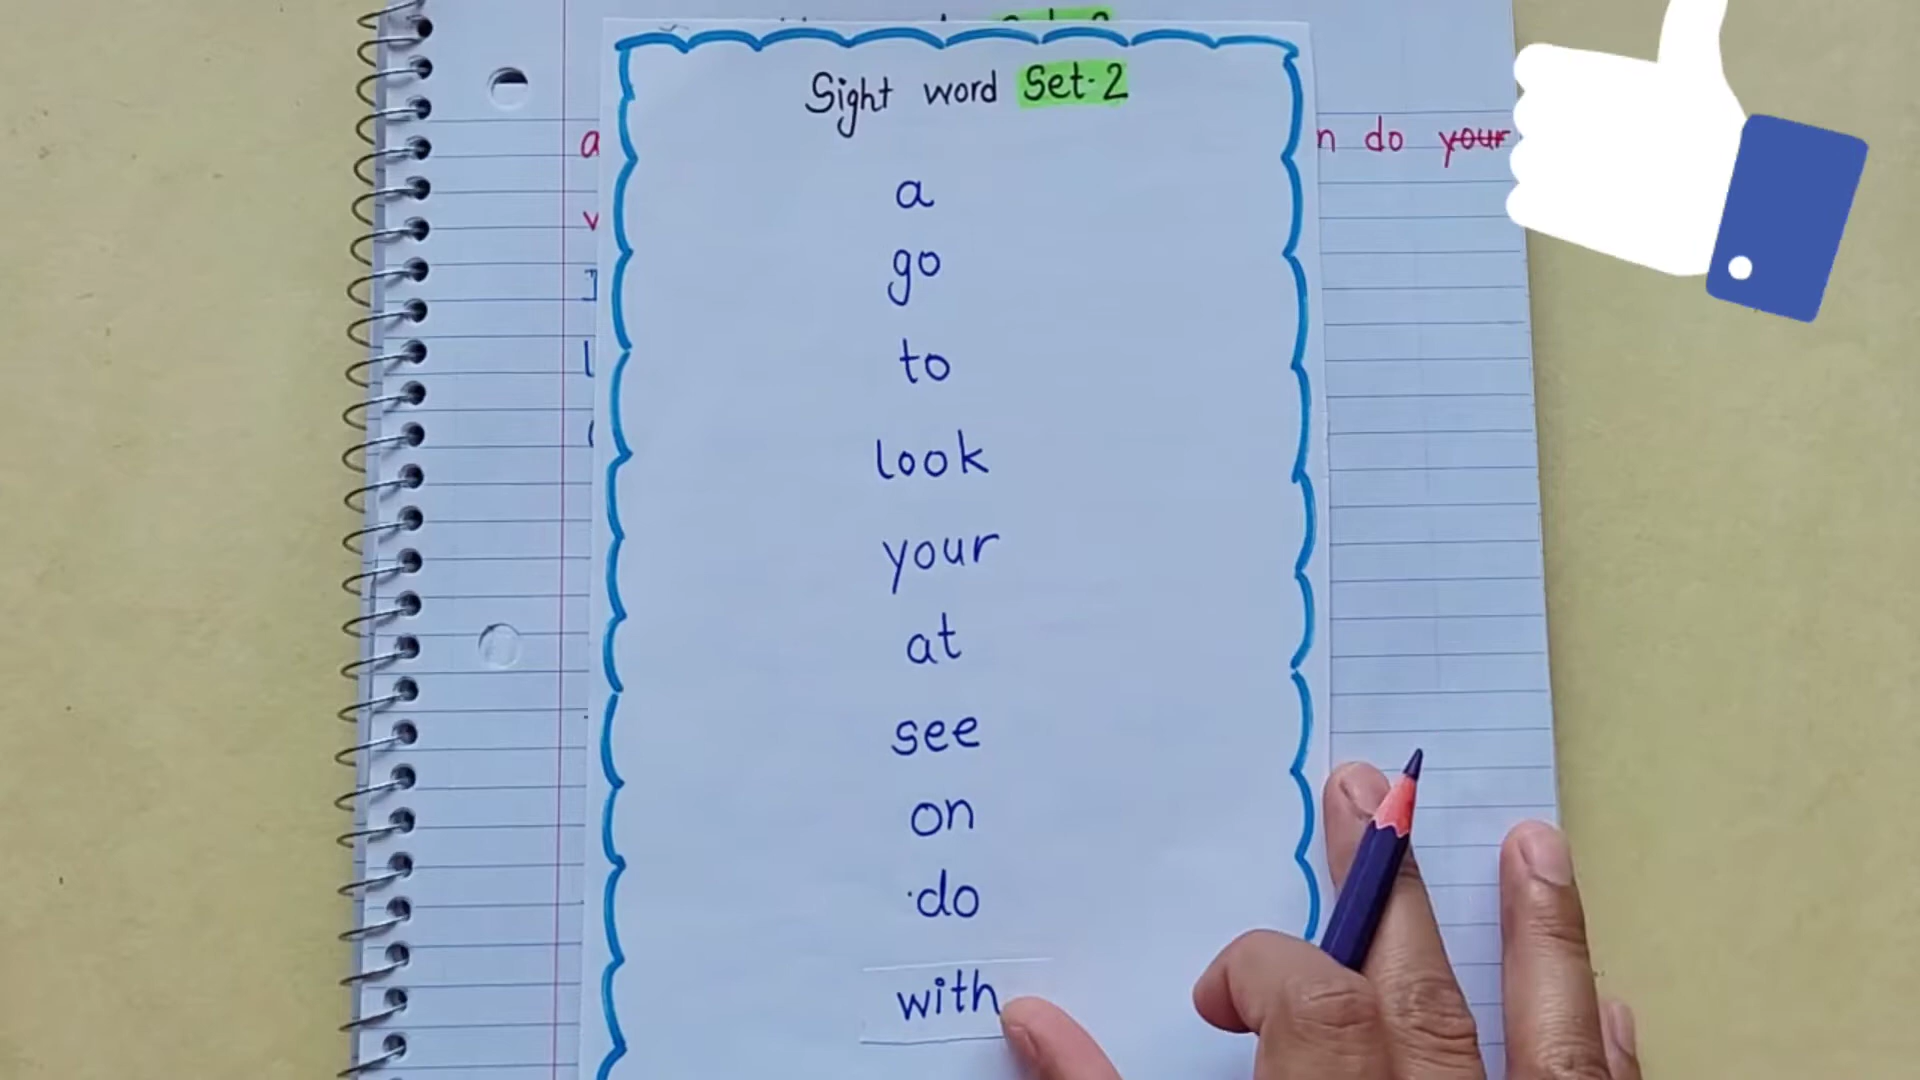 Sight word Set-2
a
n do your
go
to
look
your
at
see
on
do
with